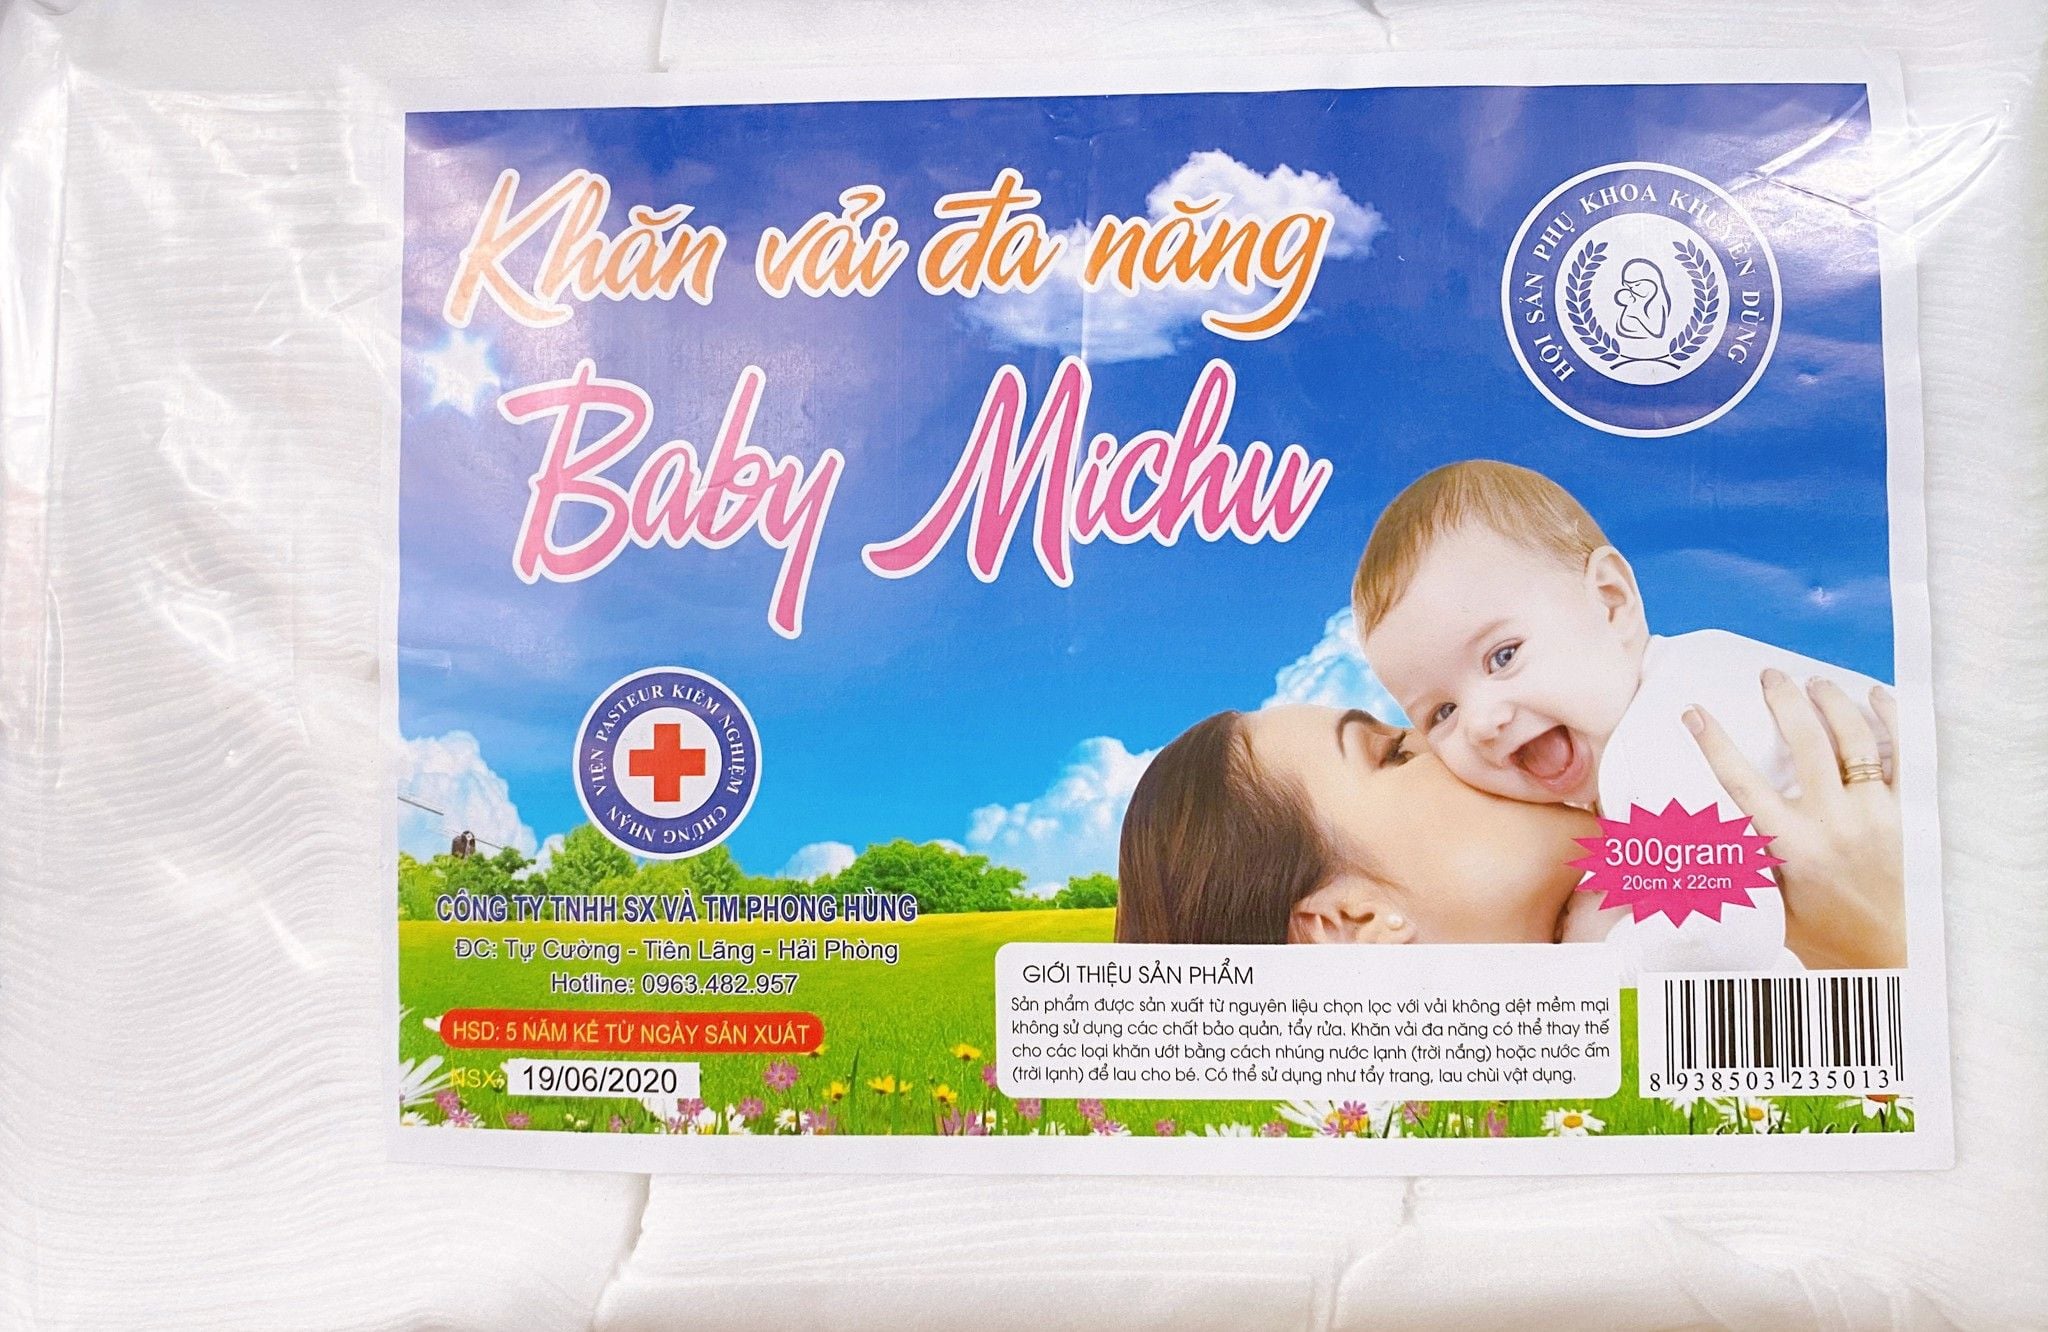 Khăn vải đa năng
Baby Michu
HỘI SẢN PHỤ KHOA KHUYÊN DÙNG
VIỆN PASTEUR KIỂM NGHIỆM CHỨNG NHẬN
300gram
20cm x 22cm
CÔNG TY TNHH SX VÀ TM PHONG HÙNG
ĐC: Tự Cường - Tiên Lãng - Hải Phòng
Hotline: 0963.482.957
HSD: 5 NĂM KỂ TỪ NGÀY SẢN XUẤT
NSX: 19/06/2020
GIỚI THIỆU SẢN PHẨM
Sản phẩm được sản xuất từ nguyên liệu chọn lọc với vải không dệt mềm mại
không sử dụng các chất bảo quản, tẩy rửa. Khăn vải đa năng có thể thay thế
cho các loại khăn ướt bằng cách nhúng nước lạnh (trời nắng) hoặc nước ấm
(trời lạnh) để lau cho bé. Có thể sử dụng như tẩy trang, lau chùi vật dụng.
8 938503 235013